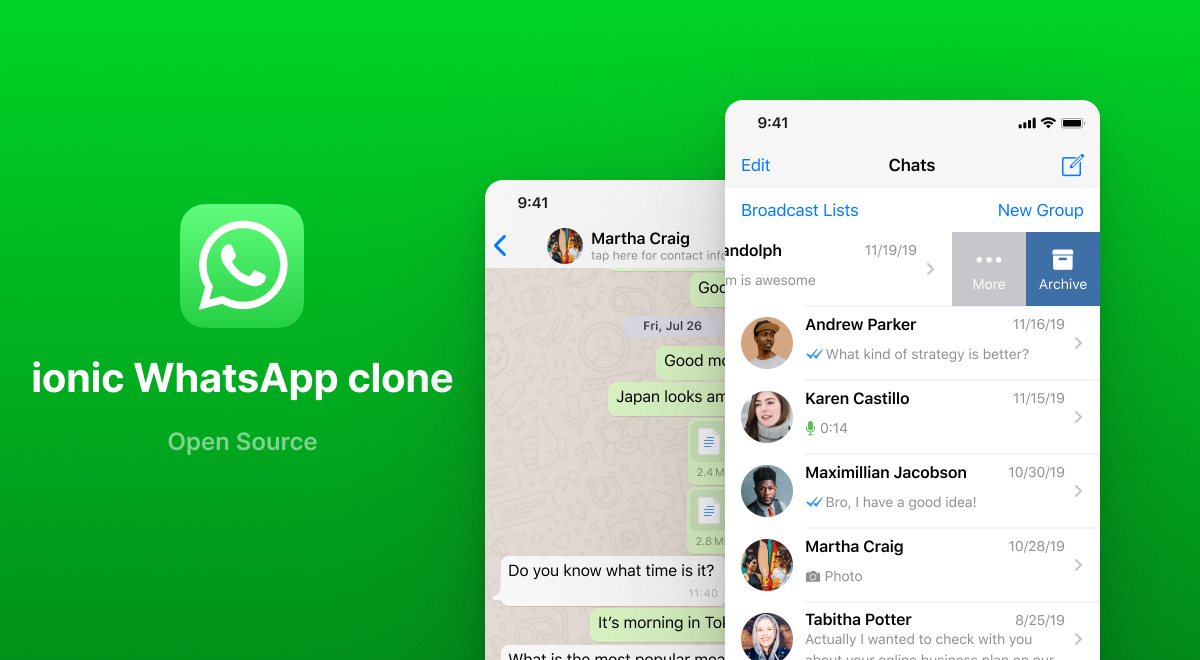 ionic WhatsApp clone
Open Source
9:41
Martha Craig
tap here for contact info
Fri, Jul 26
Good
Japan looks
2.4
2.8
Do you know what time is it?
11:40
It’s morning in
What is the most popular
9:41
Edit
Chats
Broadcast Lists
New Group
11/19/19
is awesome
More
Archive
Andrew Parker
11/16/19
What kind of strategy is better?
Karen Castillo
11/15/19
0:14
Maximillian Jacobson
10/30/19
Bro, I have a good idea!
Martha Craig
10/28/19
Photo
Tabitha Potter
8/25/19
Actually I wanted to check with you
about your online business plan on our